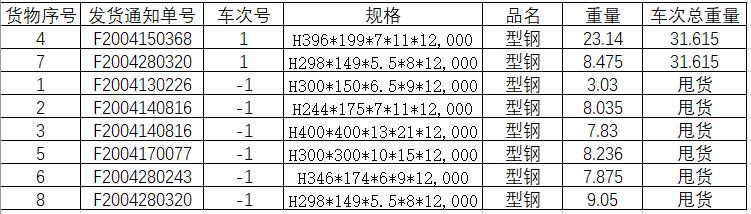 货物序号 发货通知单号 车次号 规格 品名 重量 车次总重量
4 F2004150368 1 H396*199*7*11*12,000 型钢 23.14 31.615
7 F2004280320 1 H298*149*5.5*8*12,000 型钢 8.475 31.615
1 F2004130226 -1 H300*150*6.5*9*12,000 型钢 3.03 甩货
2 F2004140816 -1 H244*175*7*11*12,000 型钢 8.035 甩货
3 F2004140816 -1 H400*400*13*21*12,000 型钢 7.83 甩货
5 F2004170077 -1 H300*300*10*15*12,000 型钢 8.236 甩货
6 F2004280243 -1 H346*174*6*9*12,000 型钢 7.875 甩货
8 F2004280320 -1 H298*149*5.5*8*12,000 型钢 9.05 甩货